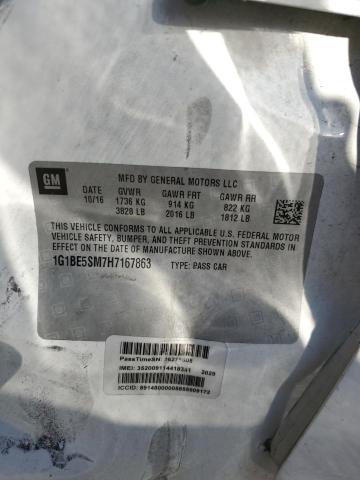 GM
MFD BY GENERAL MOTORS LLC
DATE GVWR GAWR FRT GAWR RR
10/16 1736 KG 914 KG 822 KG
3828 LB 2016 LB 1812 LB
THIS VEHICLE CONFORMS TO ALL APPLICABLE U.S. FEDERAL MOTOR
VEHICLE SAFETY, BUMPER, AND THEFT PREVENTION STANDARDS IN
EFFECT ON THE DATE OF MANUFACTURE SHOWN ABOVE.
1G1BE5SM7H7167863 TYPE: PASS CAR
PassTimeSN:
IMEI: 2029
ICCID: